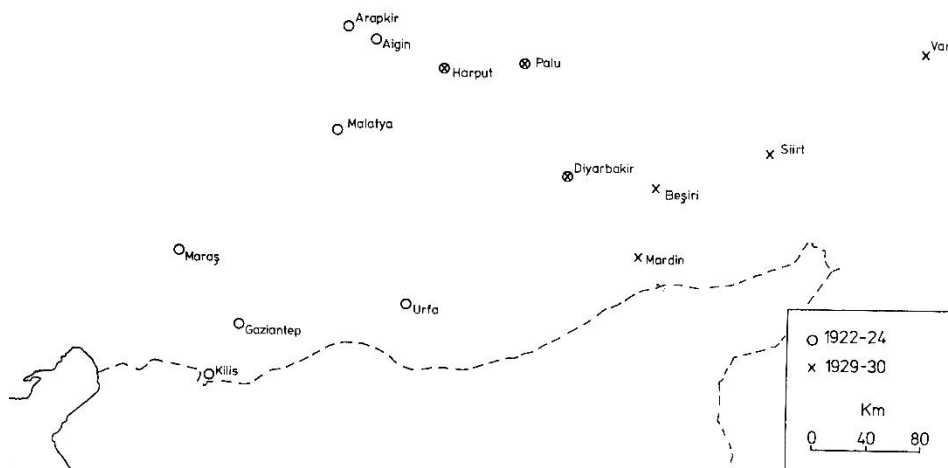 Arapkir
Aigin
Harput
Palu
Van
Malatya
Siirt
Diyarbakir
Beşiri
Maraş
Mardin
Urfa
Gaziantep
Kilis
1922-24
1929-30
Km
0 40 80